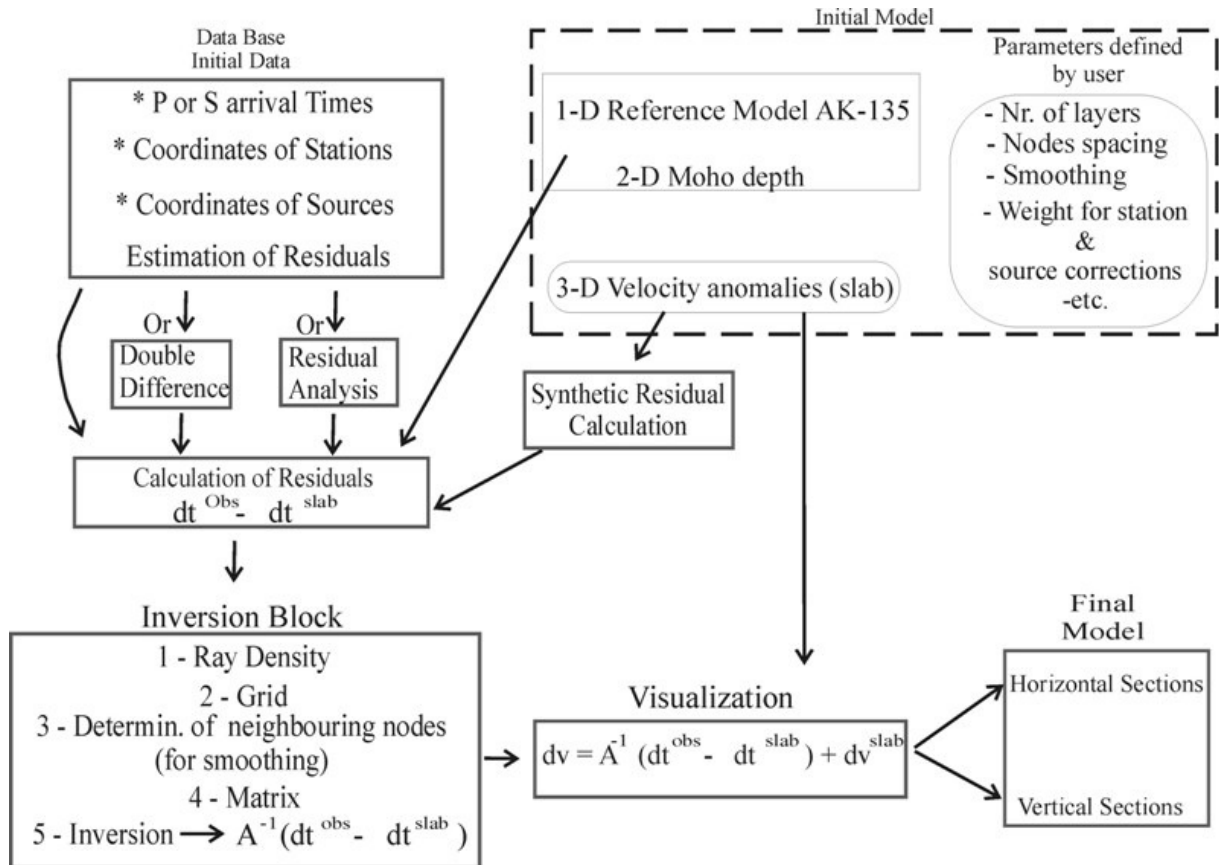 Data Base
Initial Data
* P or S arrival Times
* Coordinates of Stations
* Coordinates of Sources
Estimation of Residuals
Initial Model
1-D Reference Model AK-135
2-D Moho depth
3-D Velocity anomalies (slab)
Parameters defined
by user
- Nr. of layers
- Nodes spacing
- Smoothing
- Weight for station
&
source corrections
-etc.
Or
Double
Difference
Or
Residual
Analysis
Synthetic Residual
Calculation
Calculation of Residuals
dt Obs - dt slab
Inversion Block
1 - Ray Density
2 - Grid
3 - Determin. of neighbouring nodes
(for smoothing)
4 - Matrix
5 - Inversion → A-1(dt obs - dt slab)
Visualization
dv = A-1 (dt obs - dt slab) + dv slab
Final
Model
Horizontal Sections
Vertical Sections